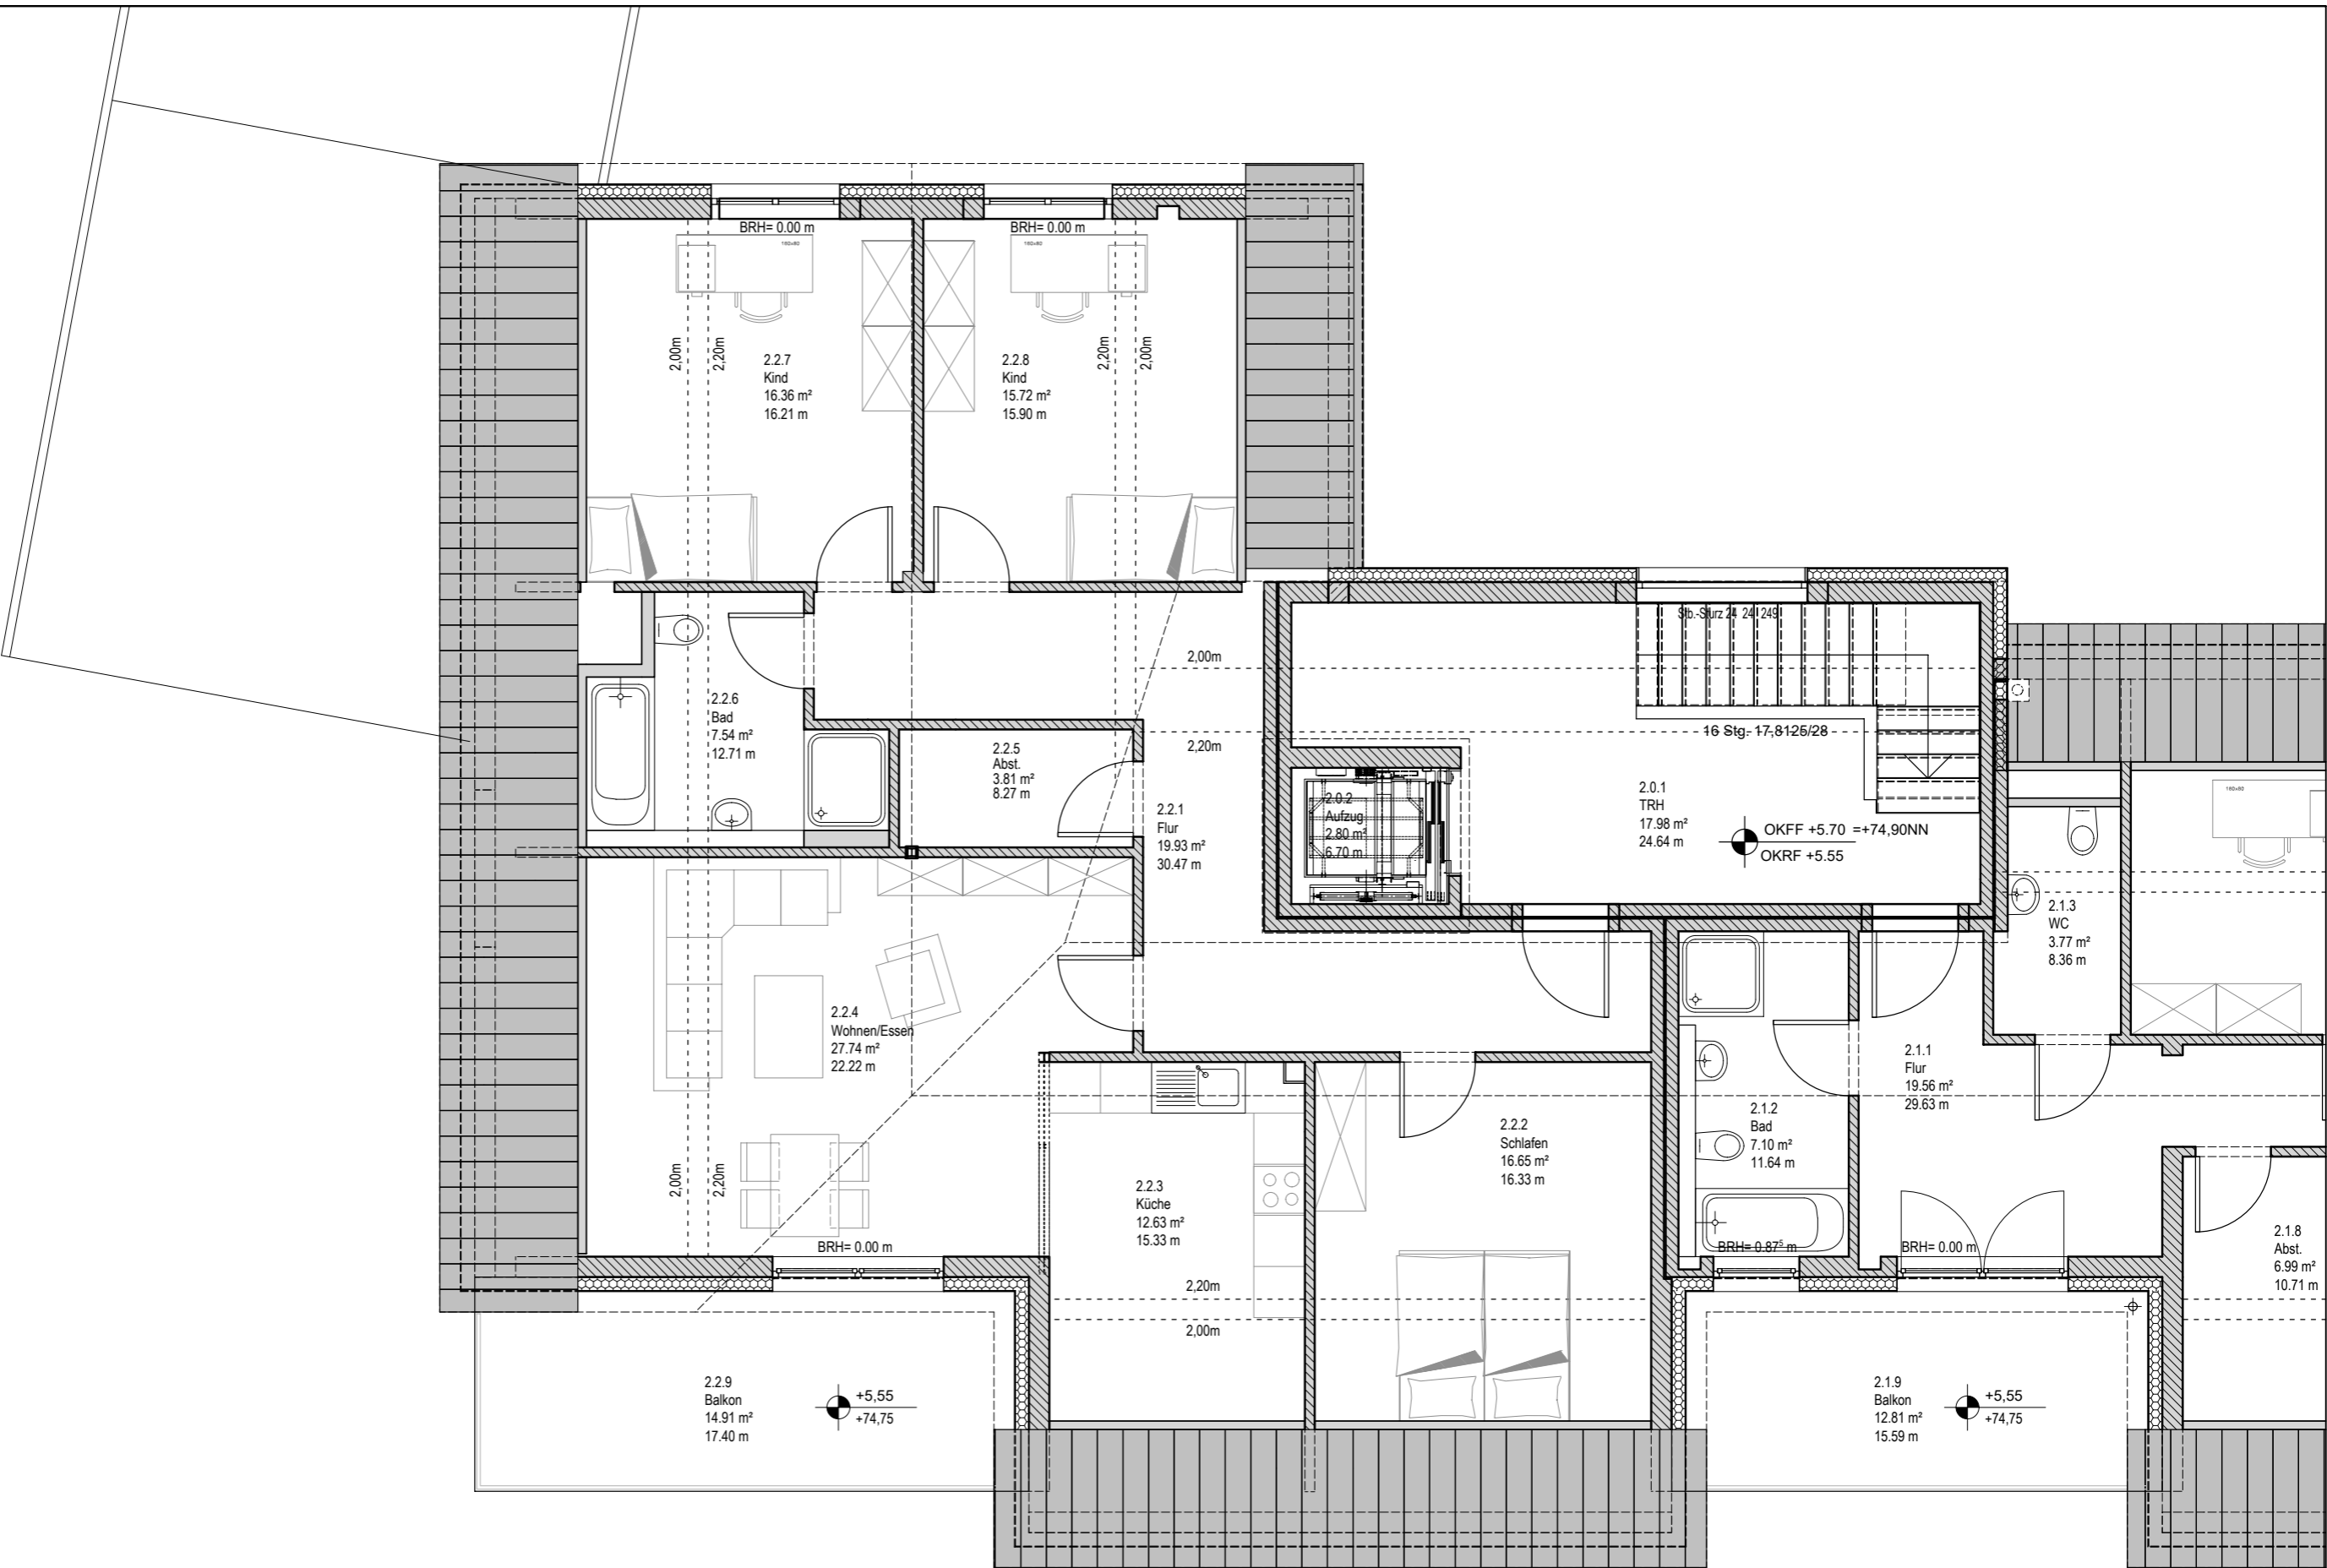 BRH= 0.00 m
BRH= 0.00 m
160x80
160x80
2,00m
2,20m
2.2.7
Kind
16.36 m²
16.21 m
2.2.8
Kind
15.72 m²
15.90 m
2,20m
2,00m
Stb.-Sturz 24 24 249
2,00m
2.2.6
Bad
7.54 m²
12.71 m
2.2.5
Abst.
3.81 m²
8.27 m
2,20m
16 Stg. 17,8125/28
2.2.1
Flur
19.93 m²
30.47 m
2.0.2
Aufzug
2.80 m²
6.70 m
2.0.1
TRH
17.98 m²
24.64 m
OKFF +5.70 =+74,90NN
OKRF +5.55
160x80
2.1.3
WC
3.77 m²
8.36 m
2.2.4
Wohnen/Essen
27.74 m²
22.22 m
2,00m
2,20m
BRH= 0.00 m
2.2.3
Küche
12.63 m²
15.33 m
2,20m
2,00m
2.2.2
Schlafen
16.65 m²
16.33 m
2.1.2
Bad
7.10 m²
11.64 m
BRH= 0.87⁵ m
2.1.1
Flur
19.56 m²
29.63 m
BRH= 0.00 m
2.1.8
Abst.
6.99 m²
10.71 m
2.2.9
Balkon
14.91 m²
17.40 m
+5,55
+74,75
2.1.9
Balkon
12.81 m²
15.59 m
+5,55
+74,75